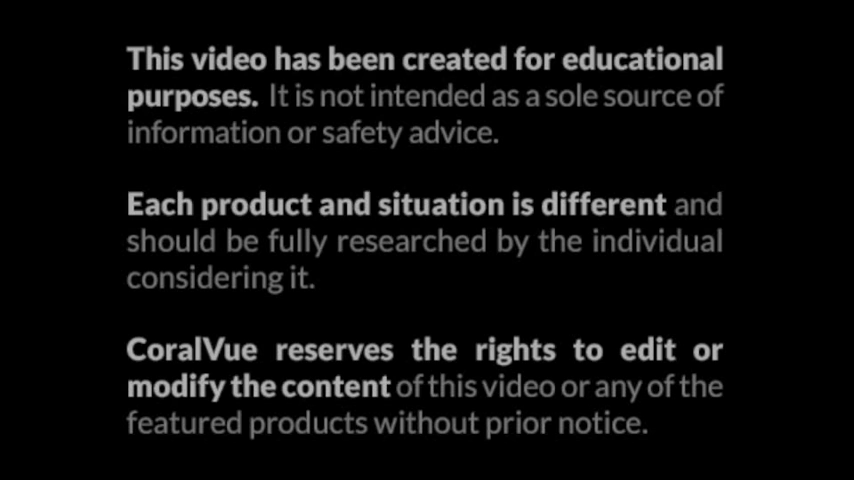 This video has been created for educational
purposes. It is not intended as a sole source of
information or safety advice.
Each product and situation is different and
should be fully researched by the individual
considering it.
CoralVue reserves the rights to edit or
modify the content of this video or any of the
featured products without prior notice.